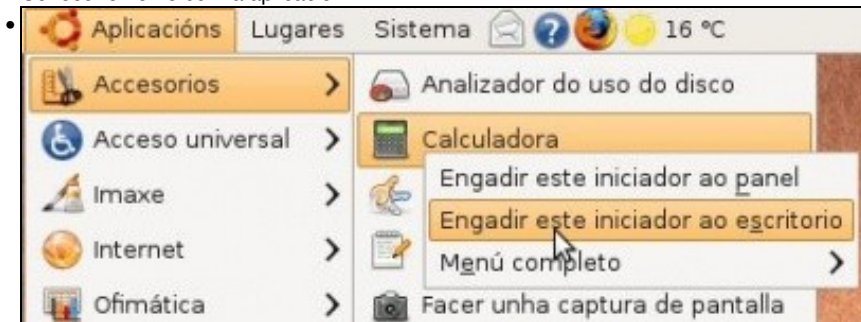 Aplicacións Lugares Sistema 16 ºC
Accesorios
Analizador do uso do disco
Acceso universal
Calculadora
Engadir este iniciador ao panel
Imaxe
Engadir este iniciador ao escritorio
Internet
Menú completo
Ofimática
Facer unha captura de pantalla